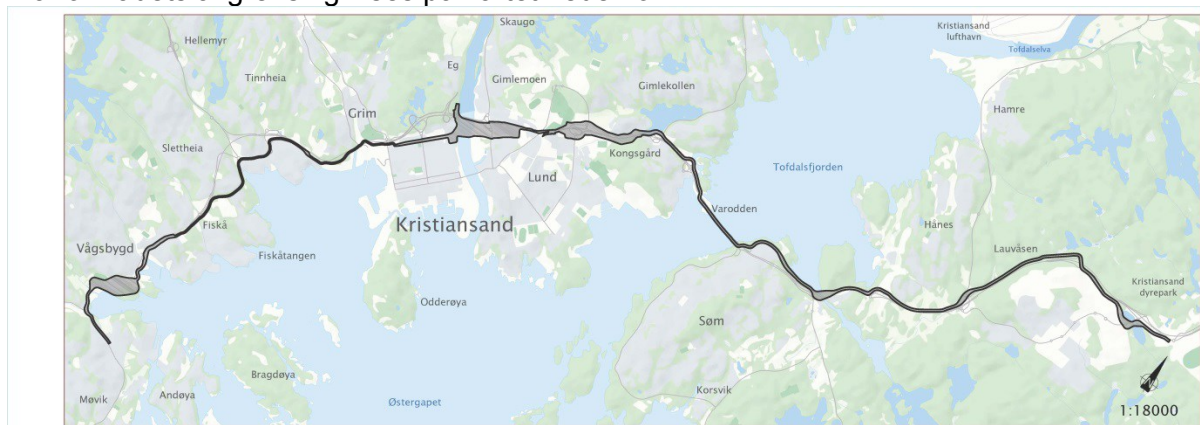 Skaugo
Kristiansand
lufthavn
Tofdalselva
Hellemyr
Eg
Gimlemoen
Tinnheia
Gimlekollen
Hamre
Grim
Slettheia
Kongsgård
Tofdalsfjorden
Lund
Varodden
Kristiansand
Fiskå
Hånes
Vågsbygd
Fiskåtangen
Lauvåsen
Kristiansand
dyrepark
Odderøya
Søm
Bragdøya
Møvik
Andøya
Østergapet
Korsvik
1:18000